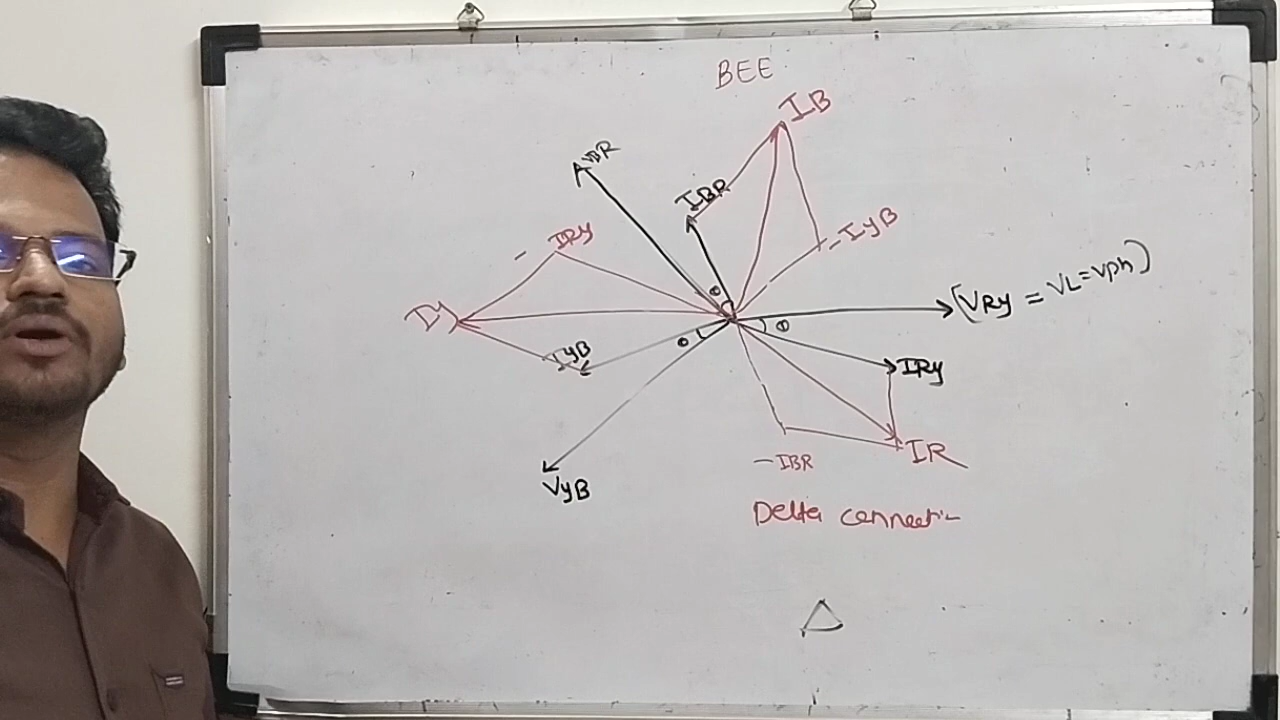 BEE
IB
VBR
IBR
- IRy
- IyB
(VRy = VL = Vph)
Iy
IyB
θ
θ
θ
IRy
IR
- IBR
VyB
Delta connecti
Δ